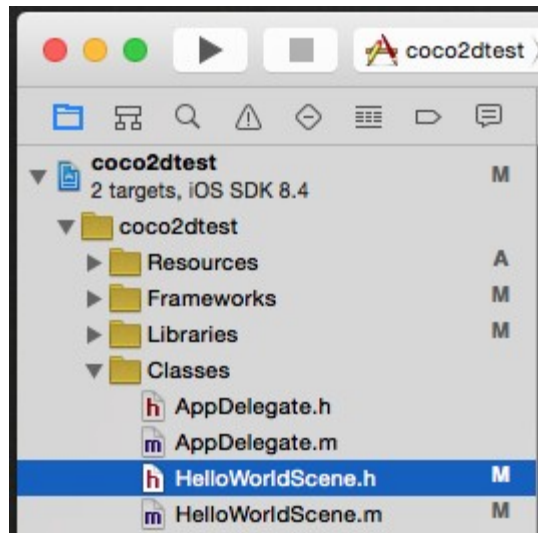 coco2dtest
coco2dtest M
2 targets, iOS SDK 8.4
coco2dtest
Resources A
Frameworks M
Libraries M
Classes
h AppDelegate.h
m AppDelegate.m
h HelloWorldScene.h M
m HelloWorldScene.m M